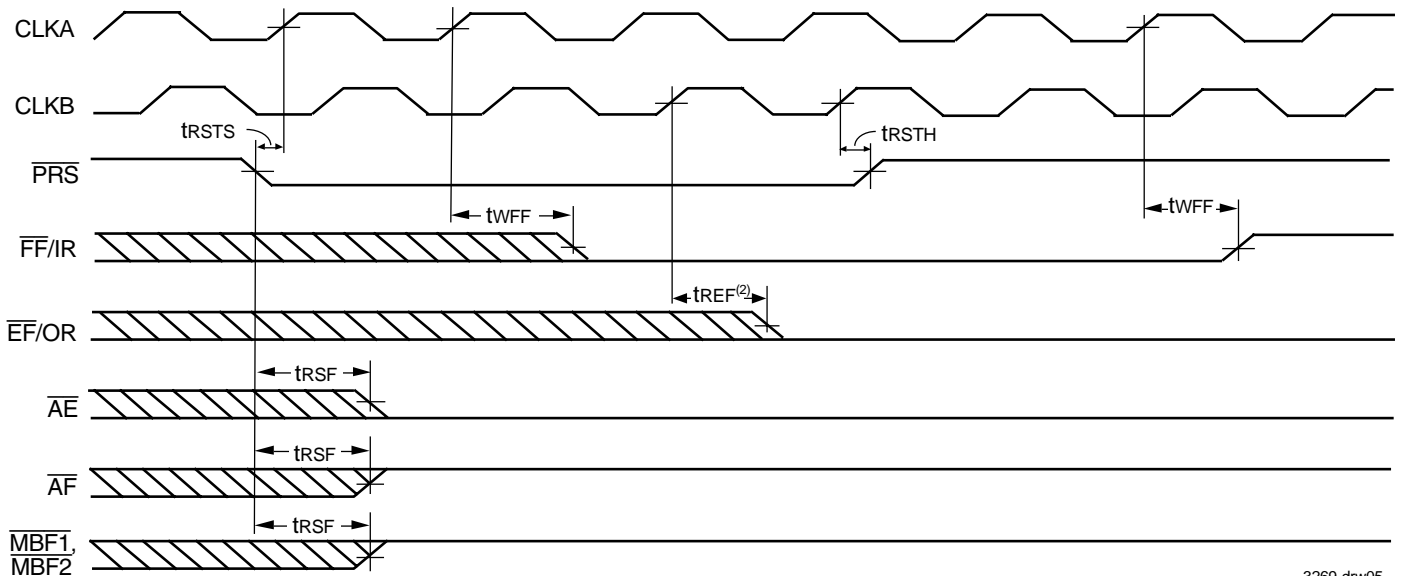 CLKA
CLKB
tRSTS
tRSTH
PRS
tWFF
tWFF
FF/IR
tREF(2)
EF/OR
tRSF
AE
tRSF
AF
tRSF
MBF1,
MBF2
3269 drw05